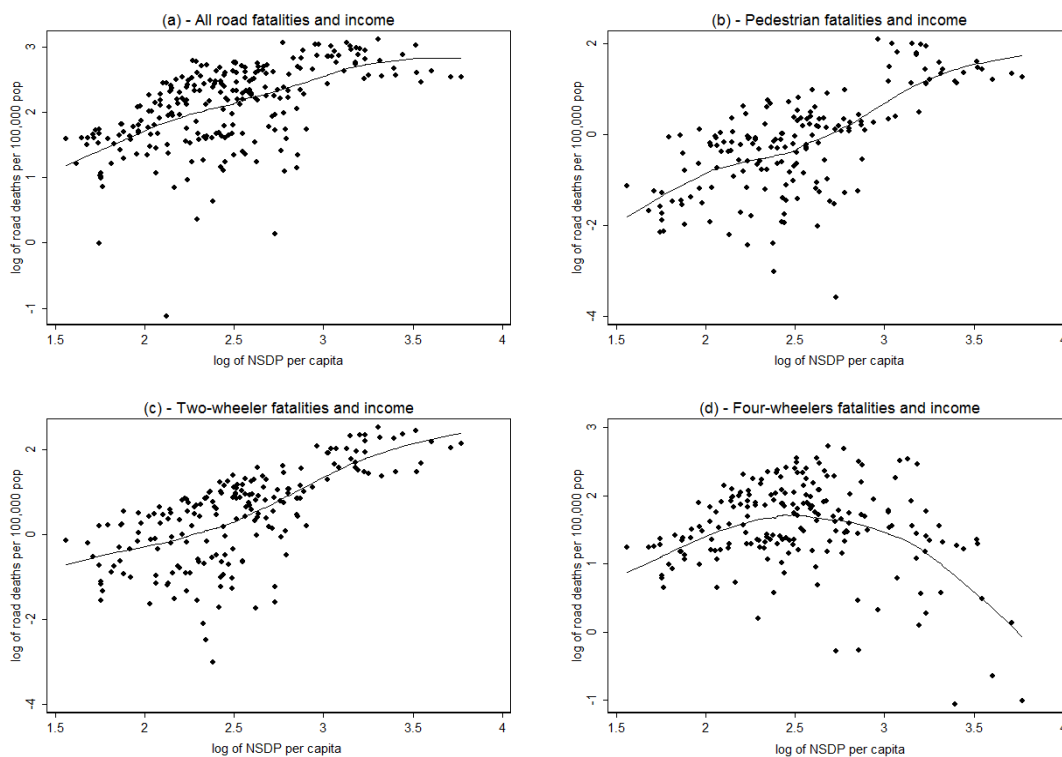 (a) - All road fatalities and income
log of road deaths per 100,000 pop
3
2
1
0
-1
1.5 2 2.5 3 3.5 4
log of NSDP per capita
(b) - Pedestrian fatalities and income
log of road deaths per 100,000 pop
2
0
-2
-4
1.5 2 2.5 3 3.5 4
log of NSDP per capita
(c) - Two-wheeler fatalities and income
log of road deaths per 100,000 pop
2
0
-2
-4
1.5 2 2.5 3 3.5 4
log of NSDP per capita
(d) - Four-wheelers fatalities and income
log of road deaths per 100,000 pop
3
2
1
0
-1
1.5 2 2.5 3 3.5 4
log of NSDP per capita